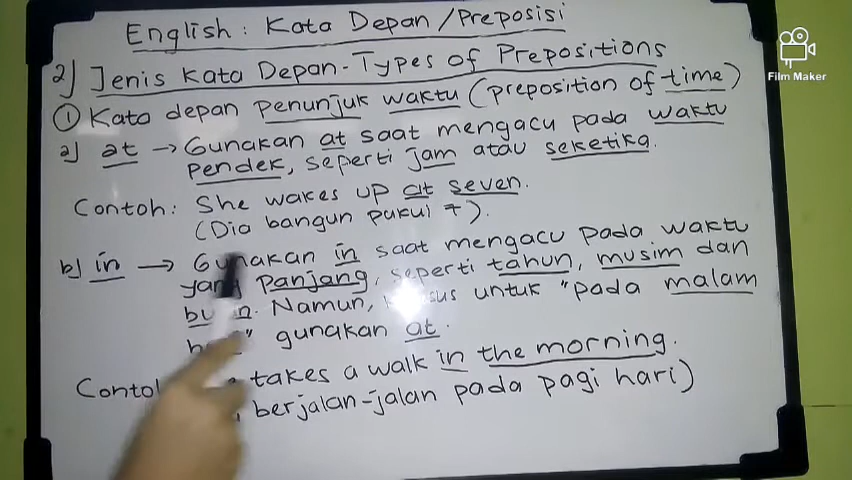 English: Kata Depan/Preposisi
2) Jenis Kata Depan-Types of Prepositions
① Kata depan penunjuk waktu (preposition of time)
a) at → Gunakan at saat mengacu pada waktu
pendek, seperti jam atau seketika.
Contoh: She wakes up at seven.
(Dia bangun pukul 7).
b) in → Gunakan in saat mengacu pada waktu
yang panjang, seperti tahun, musim dan
Namun, untuk "pada malam
gunakan at.
takes a walk in the morning.
berjalan-jalan pada pagi hari)
Film Maker